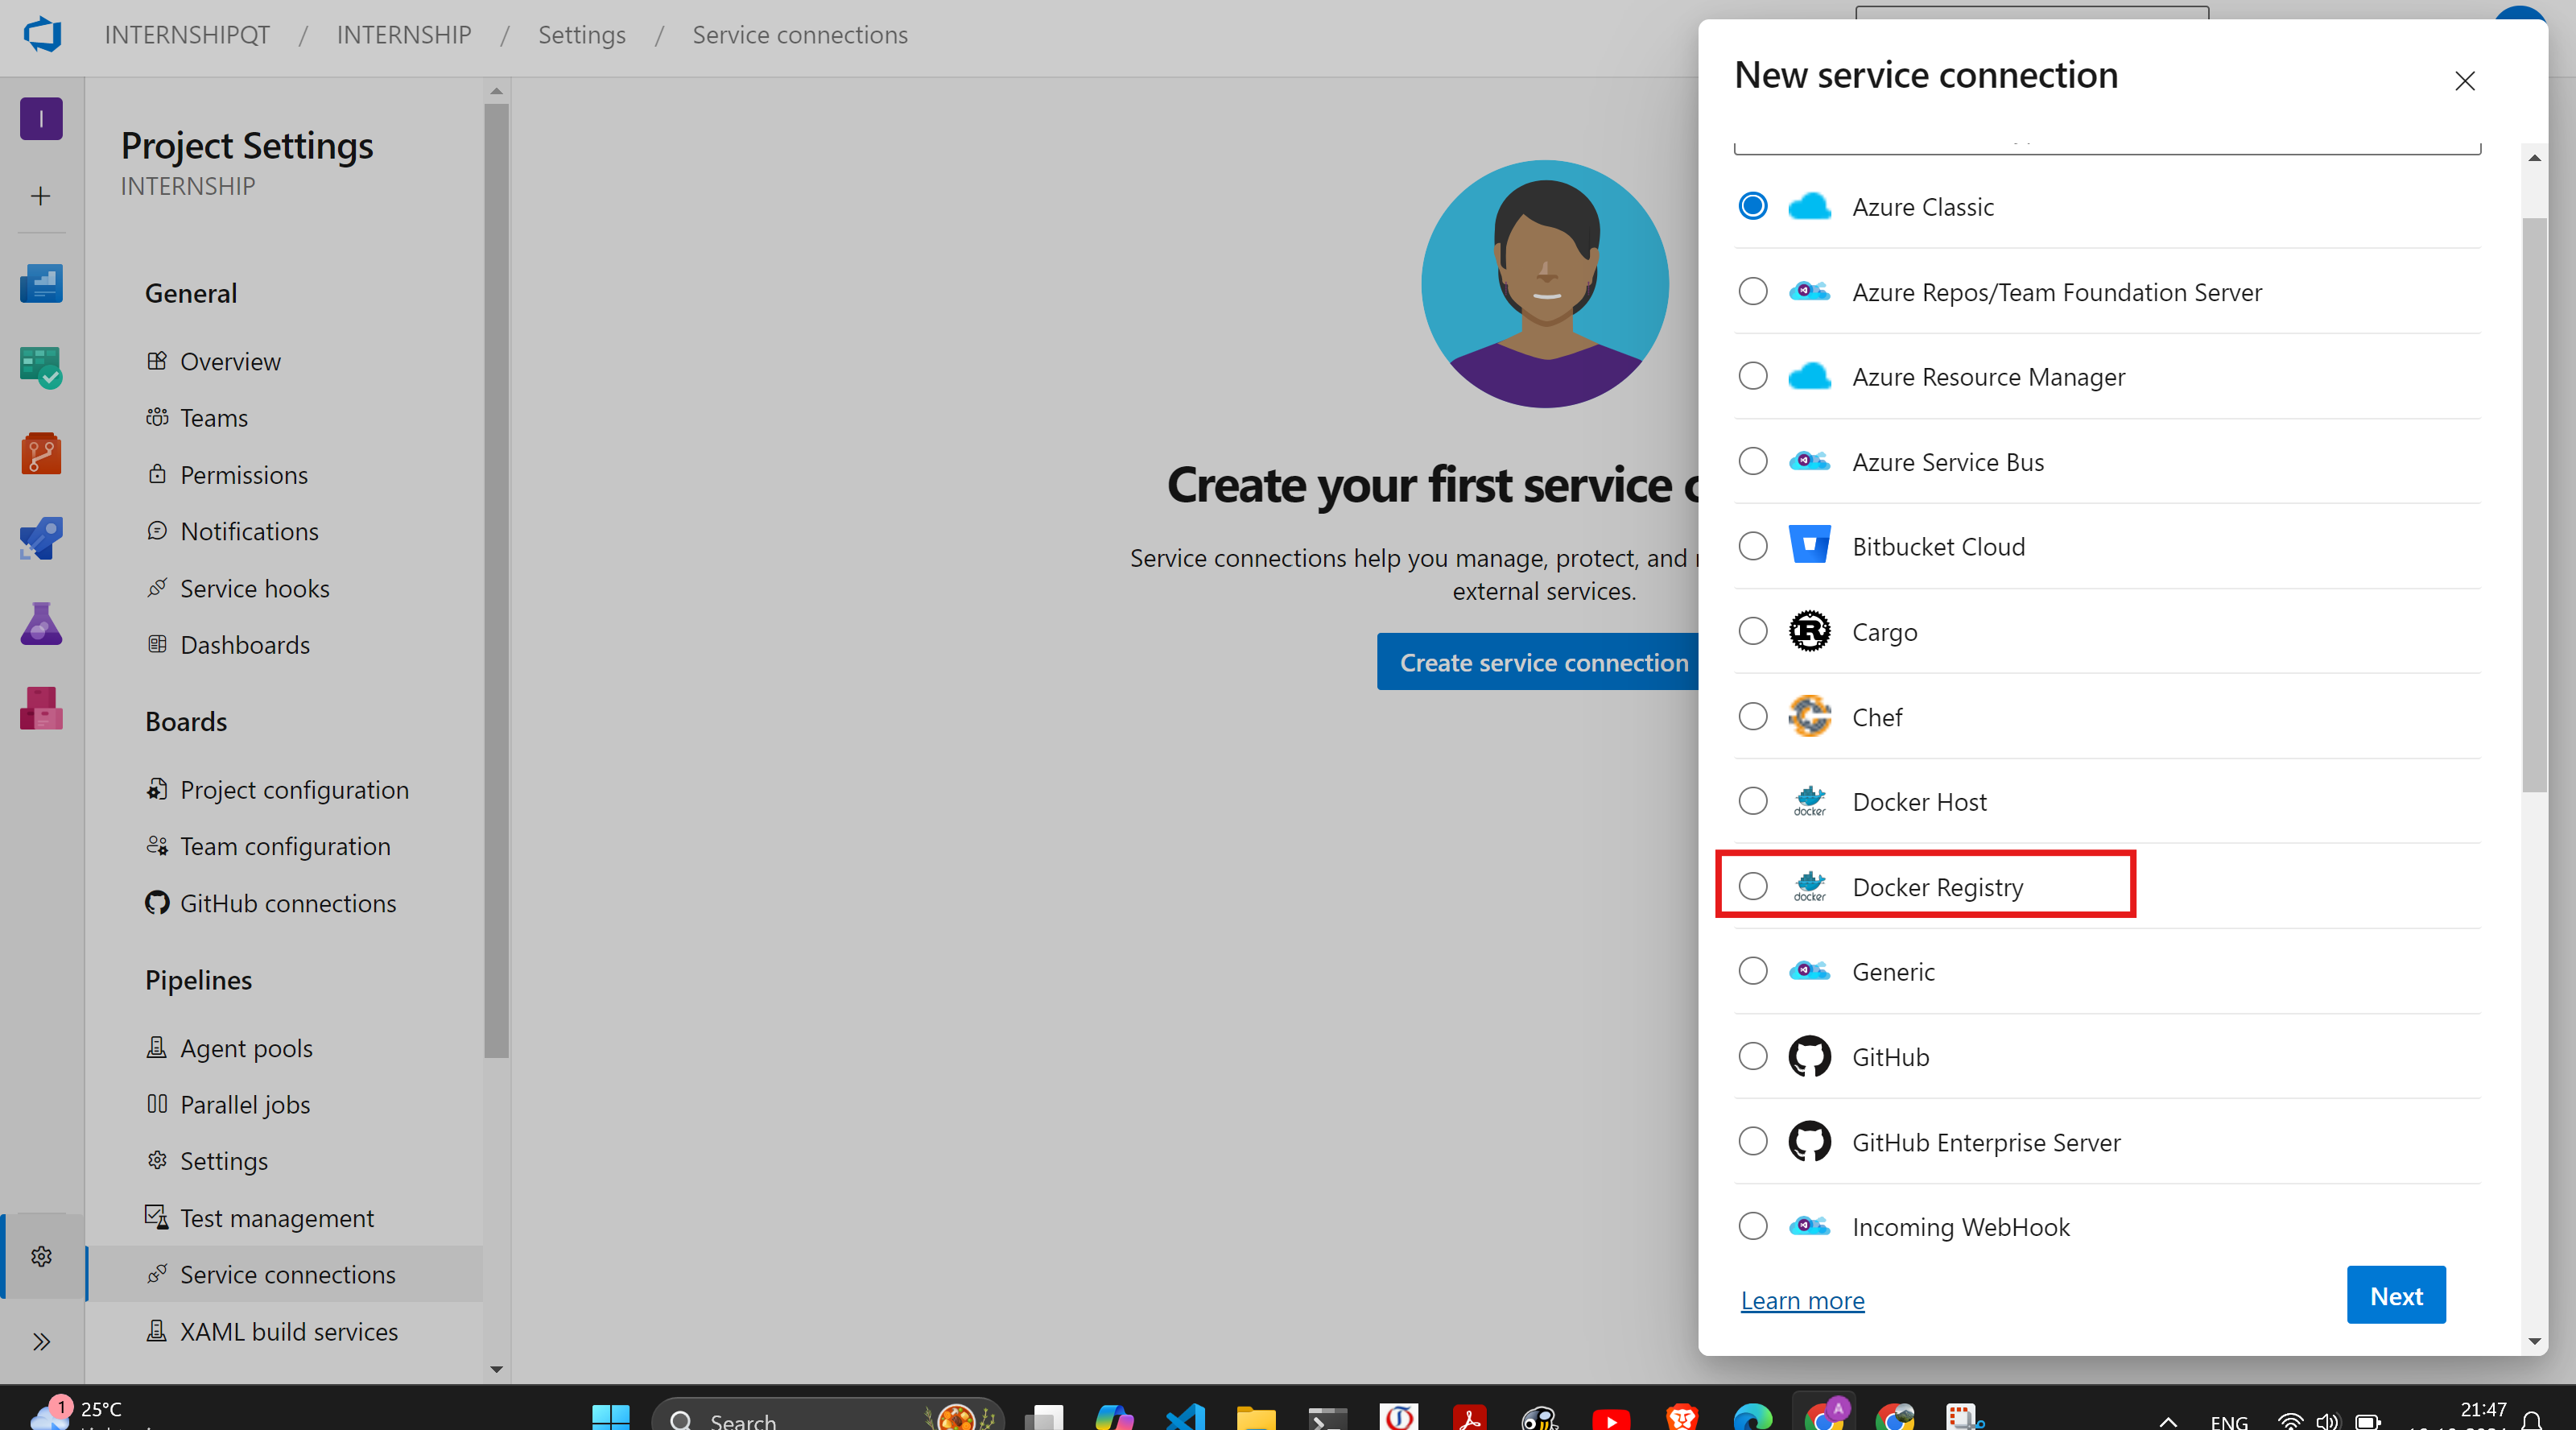 INTERNSHIPQT / INTERNSHIP / Settings / Service connections
I
Project Settings
INTERNSHIP
General
Overview
Teams
Permissions
Notifications
Service hooks
Dashboards
Boards
Project configuration
Team configuration
GitHub connections
Pipelines
Agent pools
Parallel jobs
Settings
Test management
Service connections
XAML build services
Create your first service
Service connections help you manage, protect, and
external services.
Create service connection
New service connection
Azure Classic
Azure Repos/Team Foundation Server
Azure Resource Manager
Azure Service Bus
Bitbucket Cloud
Cargo
Chef
docker Docker Host
docker Docker Registry
Generic
GitHub
GitHub Enterprise Server
Incoming WebHook
Learn more
Next
1
25°C
Search
A
ENG
21:47